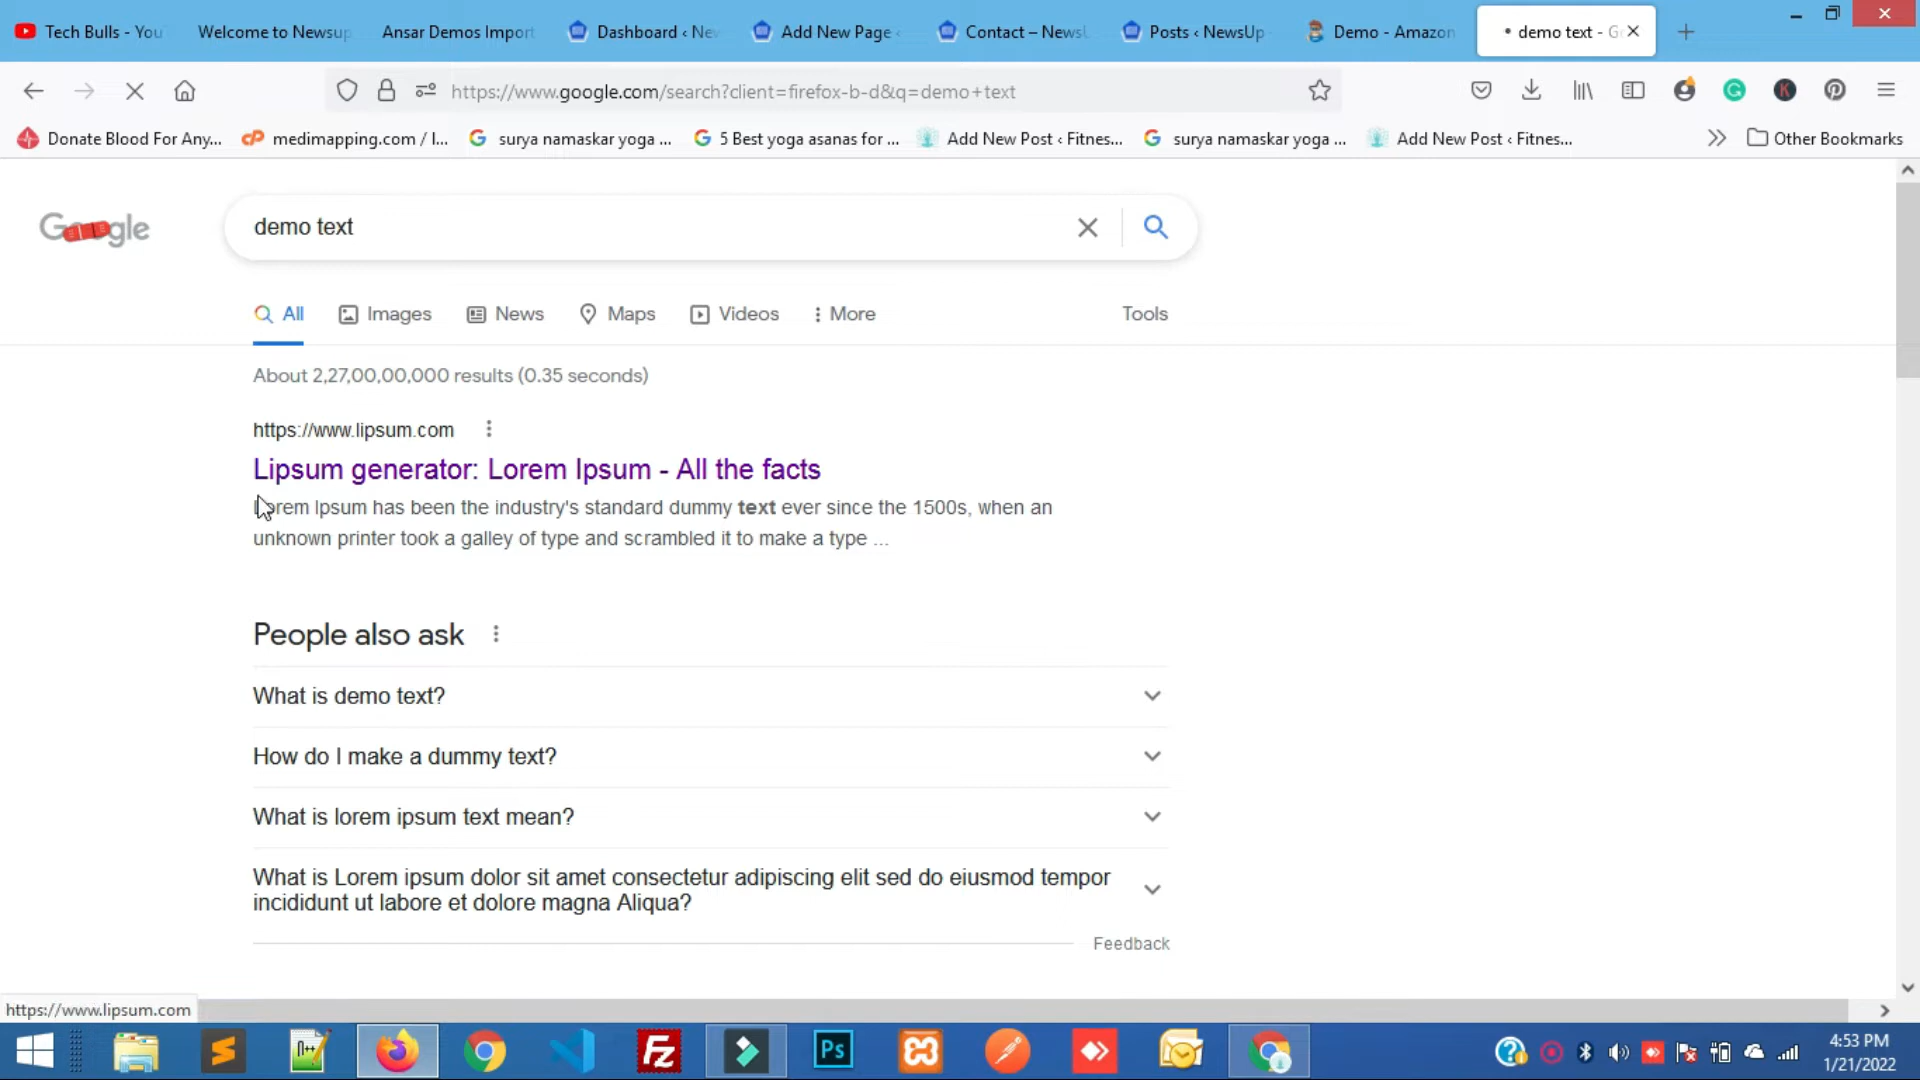 Tech Bulls - You
Welcome to Newsup
Ansar Demos Import
Dashboard ‹ Nev
Add New Page ‹
Contact – News
Posts ‹ NewsUp
Demo - Amazon
demo text - G
https://www.google.com/search?client=firefox-b-d&q=demo+text
Donate Blood For Any...
medimapping.com / l...
surya namaskar yoga ...
5 Best yoga asanas for ...
Add New Post ‹ Fitnes...
surya namaskar yoga ...
Add New Post ‹ Fitnes...
Other Bookmarks
Google
demo text
All
Images
News
Maps
Videos
More
Tools
About 2,27,00,00,000 results (0.35 seconds)
https://www.lipsum.com
Lipsum generator: Lorem Ipsum - All the facts
Lorem Ipsum has been the industry's standard dummy text ever since the 1500s, when an
unknown printer took a galley of type and scrambled it to make a type ...
People also ask
What is demo text?
How do I make a dummy text?
What is lorem ipsum text mean?
What is Lorem ipsum dolor sit amet consectetur adipiscing elit sed do eiusmod tempor
incididunt ut labore et dolore magna Aliqua?
Feedback
https://www.lipsum.com
4:53 PM
1/21/2022